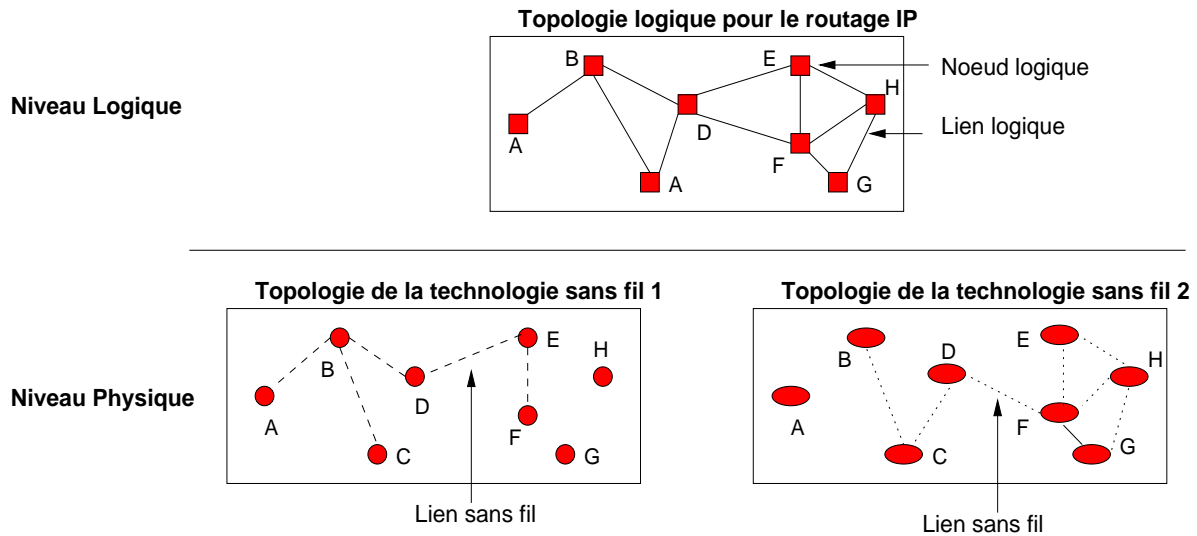 Topologie logique pour le routage IP
B
E
Noeud logique
Niveau Logique
H
A
D
Lien logique
F
A
G
Topologie de la technologie sans fil 1
Topologie de la technologie sans fil 2
B
E
H
D
A
F
C
G
Niveau Physique
Lien sans fil
B
D
E
H
A
F
C
G
Lien sans fil